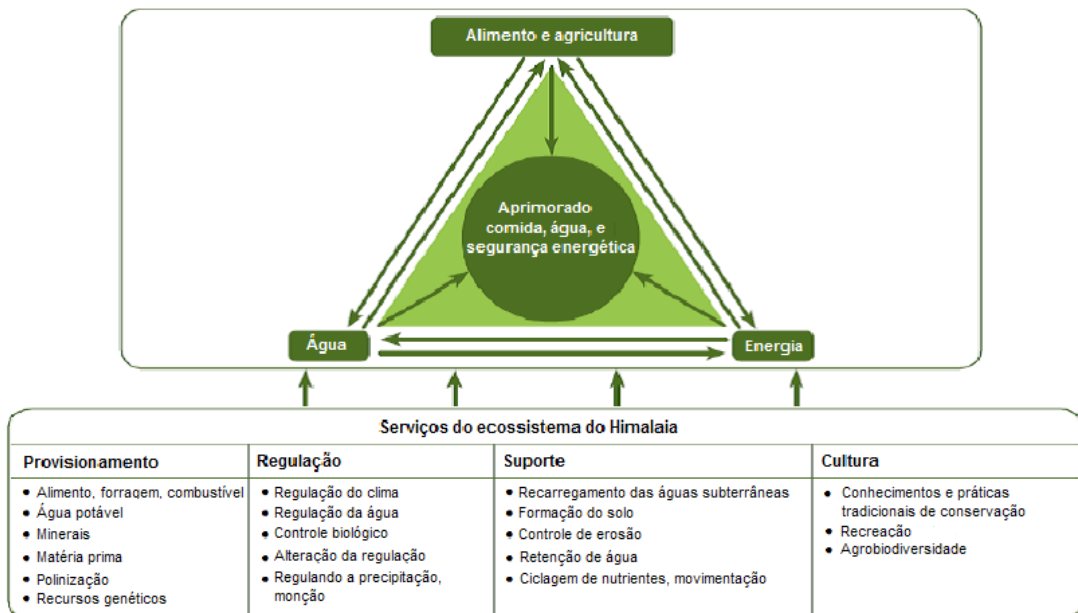 Alimento e agricultura
Aprimorado
comida, água, e
segurança energética
Água
Energia
Serviços do ecossistema do Himalaia
Provisionamento
• Alimento, forragem, combustível
• Água potável
• Minerais
• Matéria prima
• Polinização
• Recursos genéticos
Regulação
• Regulação do clima
• Regulação da água
• Controle biológico
• Alteração da regulação
• Regulando a precipitação,
monção
Suporte
• Recarregamento das águas subterrâneas
• Formação do solo
• Controle de erosão
• Retenção de água
• Ciclagem de nutrientes, movimentação
Cultura
• Conhecimentos e práticas
tradicionais de conservação
• Recreação
• Agrobiodiversidade